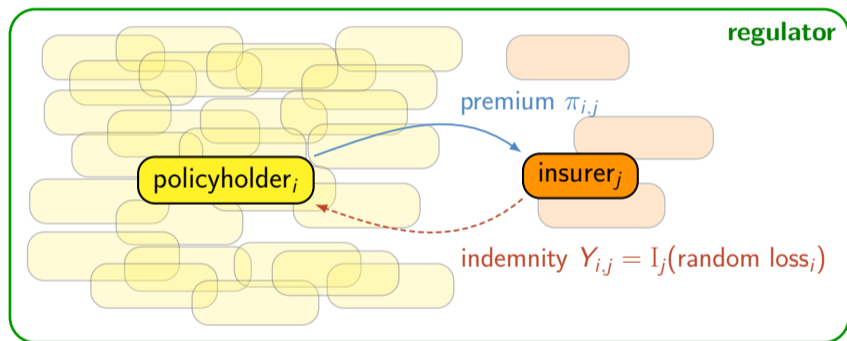 regulator
premium π_{i,j}
policyholder_i
insurer_j
indemnity Y_{i,j} = I_j(random loss_i)